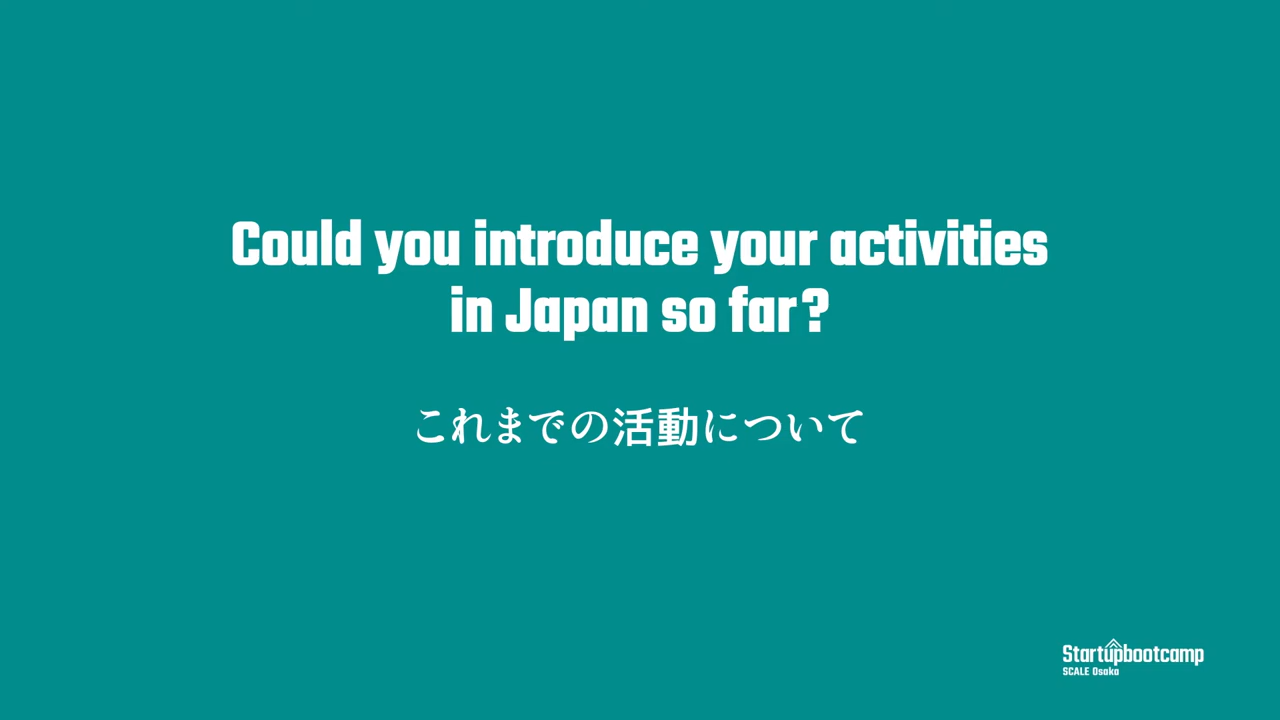 Could you introduce your activities
in Japan so far?
これまでの活動について
Startupbootcamp
SCALE Osaka